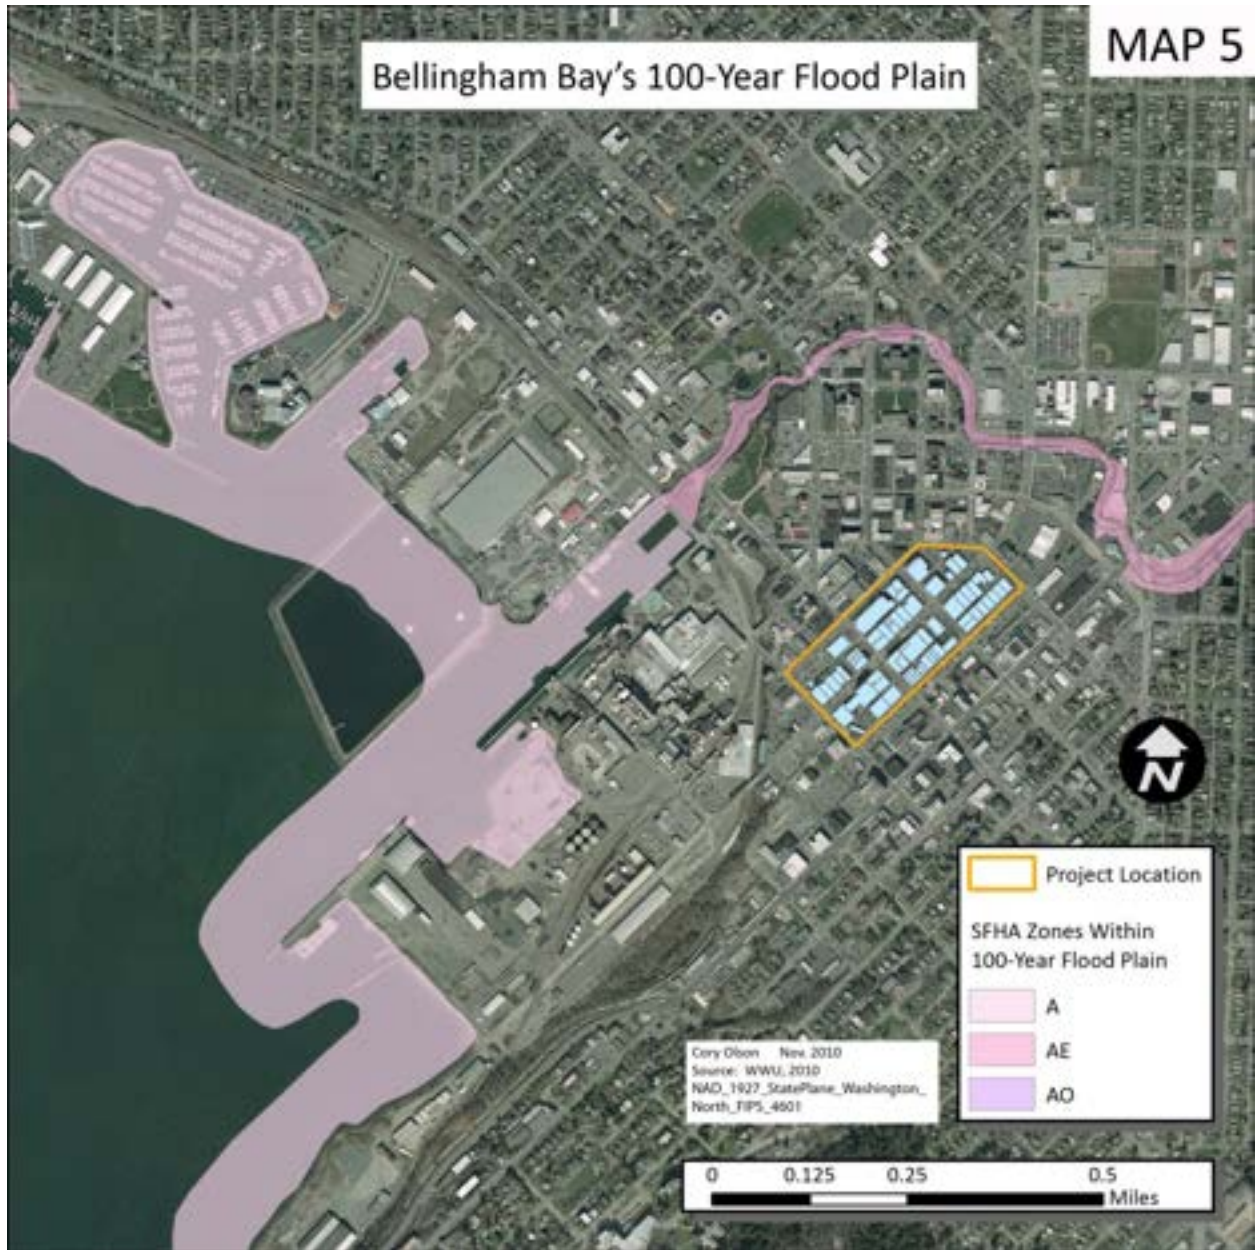 MAP 5
Bellingham Bay's 100-Year Flood Plain
N
Project Location
SFHA Zones Within
100-Year Flood Plain
A
AE
AO
Cory Olson Nov. 2010
Source: WWU, 2010
NAD_1927_StatePlane_Washington_
North_FIPS_4601
0 0.125 0.25 0.5
Miles